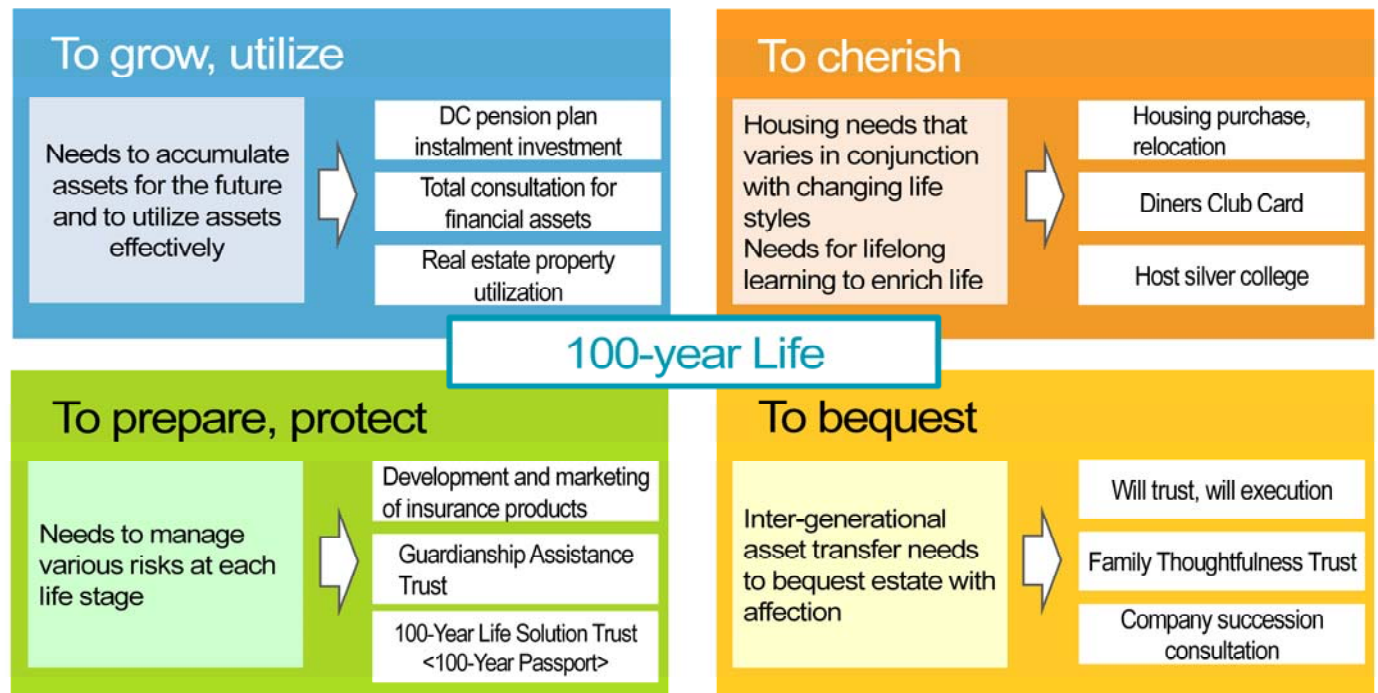 To grow, utilize
Needs to accumulate
assets for the future
and to utilize assets
effectively
DC pension plan
instalment investment
Total consultation for
financial assets
Real estate property
utilization
To cherish
Housing needs that
varies in conjunction
with changing life
styles
Needs for lifelong
learning to enrich life
Housing purchase,
relocation
Diners Club Card
Host silver college
100-year Life
To prepare, protect
Needs to manage
various risks at each
life stage
Development and marketing
of insurance products
Guardianship Assistance
Trust
100-Year Life Solution Trust
<100-Year Passport>
To bequest
Inter-generational
asset transfer needs
to bequest estate with
affection
Will trust, will execution
Family Thoughtfulness Trust
Company succession
consultation